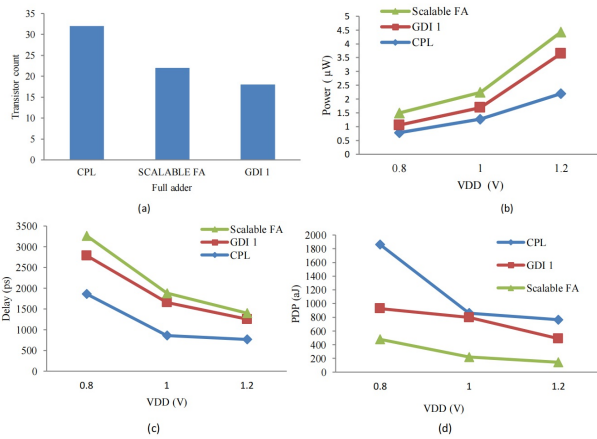 Transistor count
35
30
25
20
15
10
5
0
CPL
SCALABLE FA
GDI 1
Full adder
(a)
Scalable FA
GDI 1
CPL
Power ( μW)
5
4.5
4
3.5
3
2.5
2
1.5
1
0.5
0
0.8
1
1.2
VDD (V)
(b)
Scalable FA
GDI 1
CPL
Delay (ps)
3500
3000
2500
2000
1500
1000
500
0
0.8
1
1.2
VDD (V)
(c)
CPL
GDI 1
Scalable FA
PDP (aJ)
2000
1800
1600
1400
1200
1000
800
600
400
200
0
0.8
1
1.2
VDD (V)
(d)